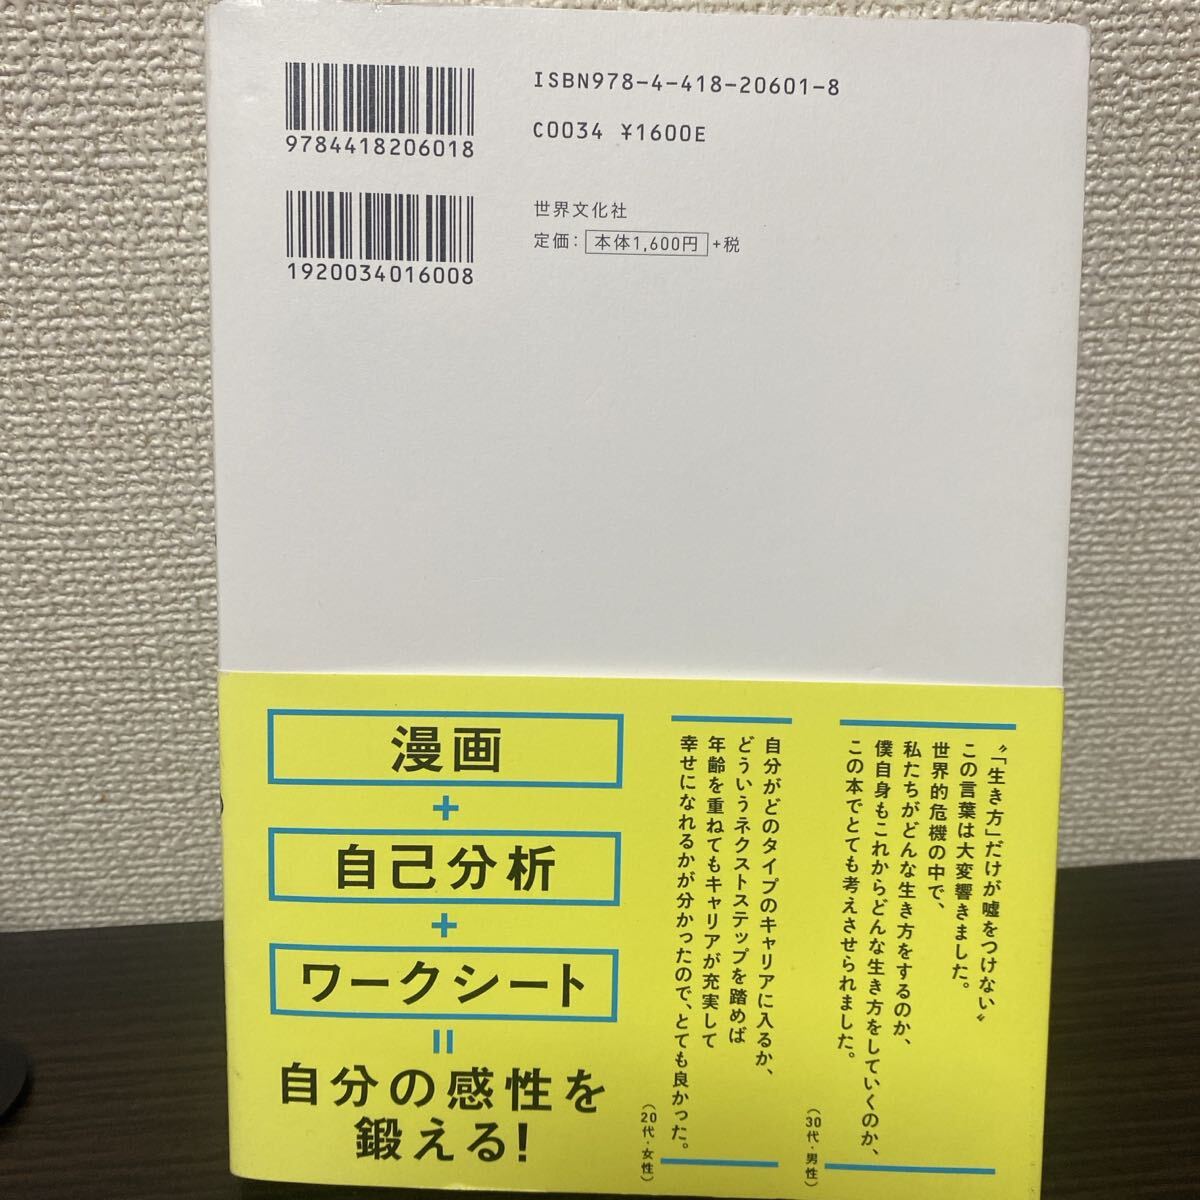 ISBN978-4-418-20601-8
C0034 ¥1600E
9784418206018
世界文化社
定価: 本体1,600円 +税
1920034016008
〝「生き方」だけが嘘をつけない〟
この言葉は大変響きました。
世界的危機の中で、
私たちがどんな生き方をするのか、
僕自身もこれからどんな生き方をしていくのか、
この本でとても考えさせられました。
(30代・男性)
自分がどのタイプのキャリアに入るか、
どういうネクストステップを踏めば
年齢を重ねてもキャリアが充実して
幸せになれるかが分かったので、とても良かった。
(20代・女性)
漫画
+
自己分析
+
ワークシート
=
自分の感性を
鍛える!